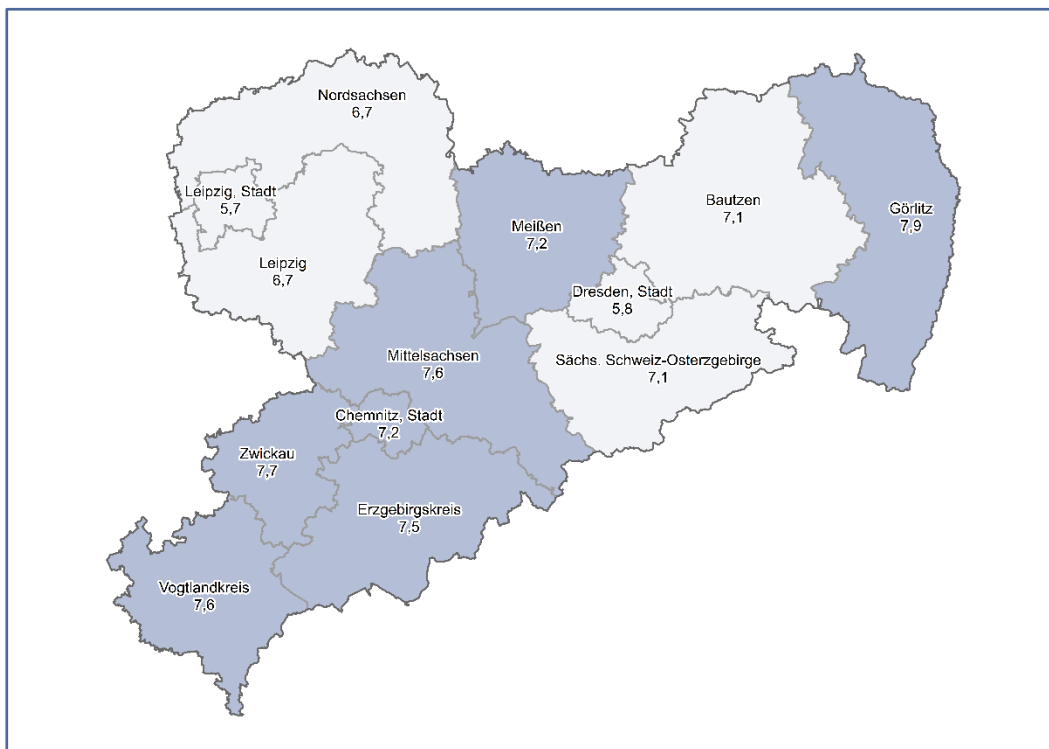 Nordsachsen
6,7
Leipzig, Stadt
5,7
Leipzig
6,7
Meißen
7,2
Bautzen
7,1
Görlitz
7,9
Dresden, Stadt
5,8
Mittelsachsen
7,6
Sächs. Schweiz-Osterzgebirge
7,1
Chemnitz, Stadt
7,2
Zwickau
7,7
Erzgebirgskreis
7,5
Vogtlandkreis
7,6